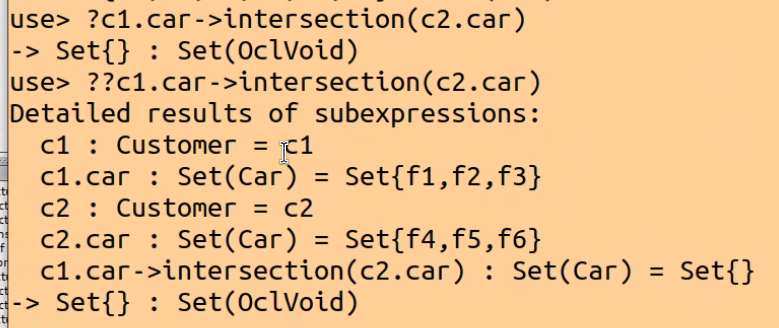 use> ?c1.car->intersection(c2.car)
-> Set{} : Set(OclVoid)
use> ??c1.car->intersection(c2.car)
Detailed results of subexpressions:
  c1 : Customer = c1
  c1.car : Set(Car) = Set{f1,f2,f3}
  c2 : Customer = c2
  c2.car : Set(Car) = Set{f4,f5,f6}
  c1.car->intersection(c2.car) : Set(Car) = Set{}
-> Set{} : Set(OclVoid)